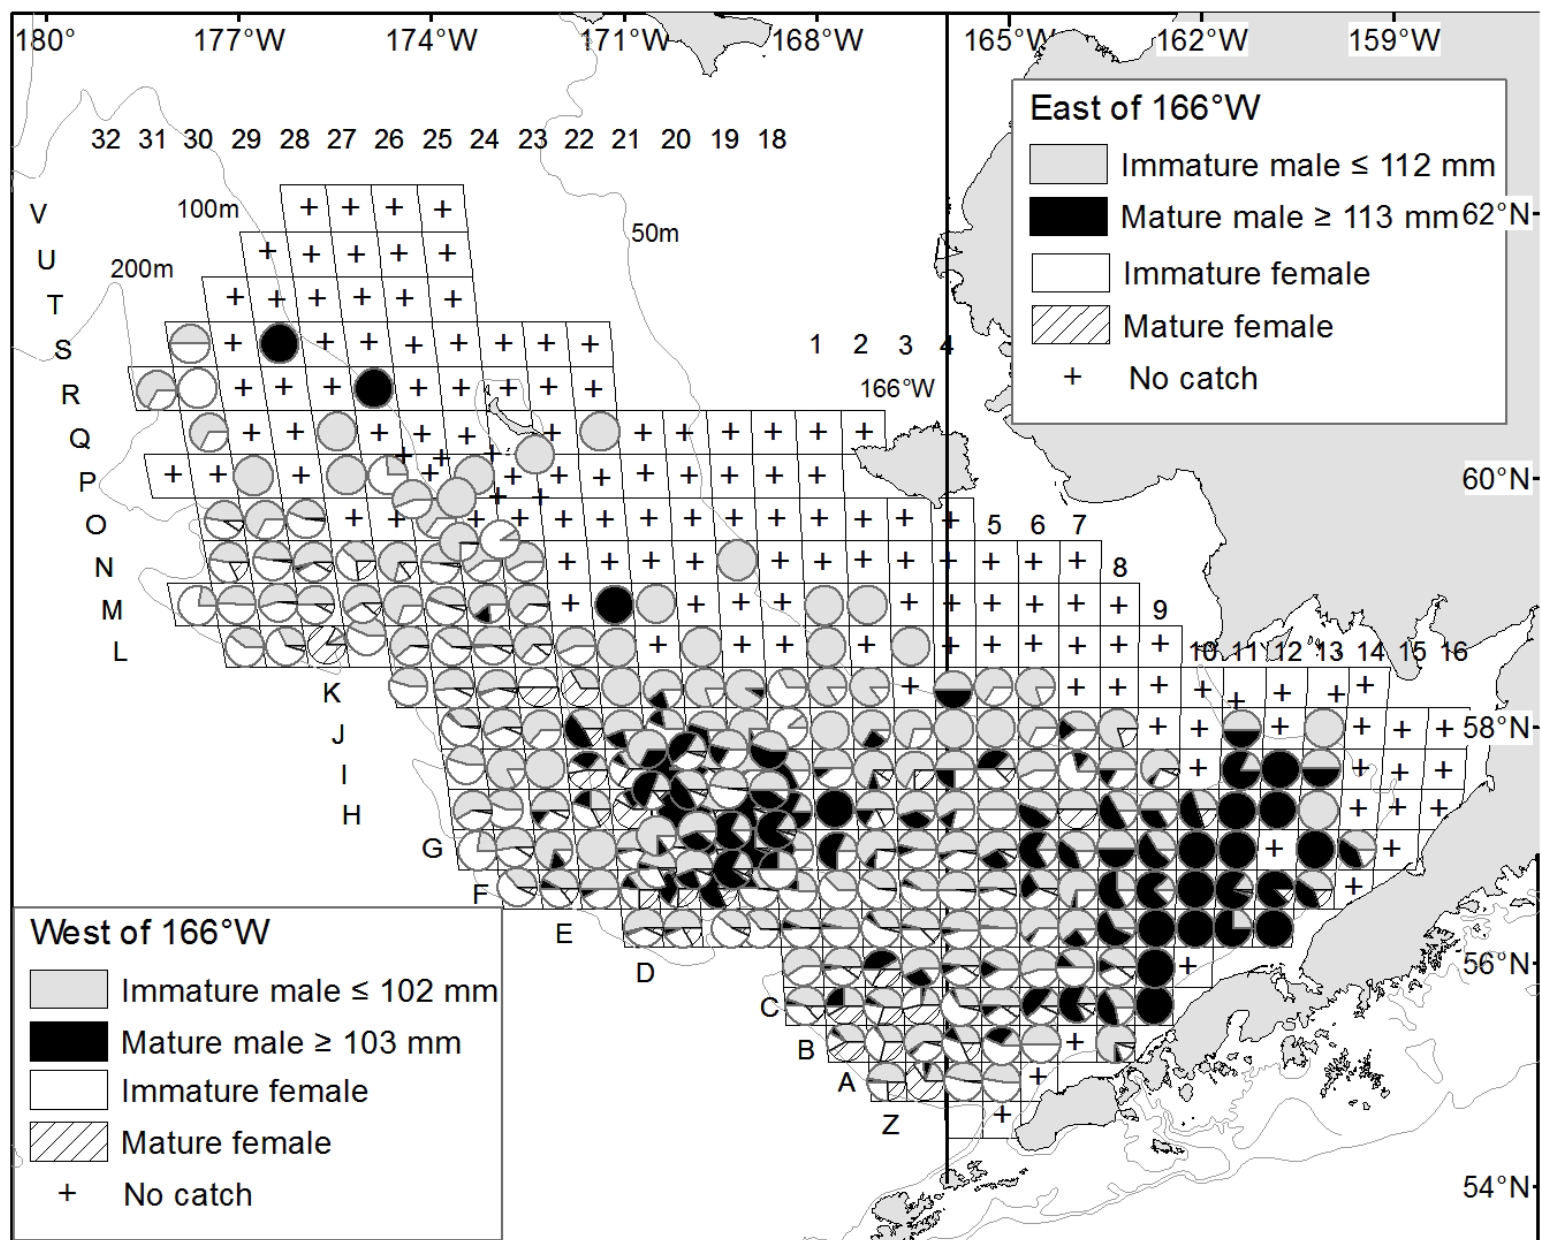 180° 177°W 174°W 171°W 168°W 165°W 162°W 159°W
East of 166°W
Immature male ≤ 112 mm
Mature male ≥ 113 mm
Immature female
Mature female
No catch
32 31 30 29 28 27 26 25 24 23 22 21 20 19 18
V
100m
62°N
50m
U
200m
T
S
1 2 3 4
R
166°W
Q
P
60°N
O
5 6 7
N
8
M
9
L
10 11 12 13 14 15 16
K
J
58°N
I
H
G
F
E
West of 166°W
D
56°N
Immature male ≤ 102 mm
C
Mature male ≥ 103 mm
B
A
Immature female
Z
Mature female
No catch
54°N